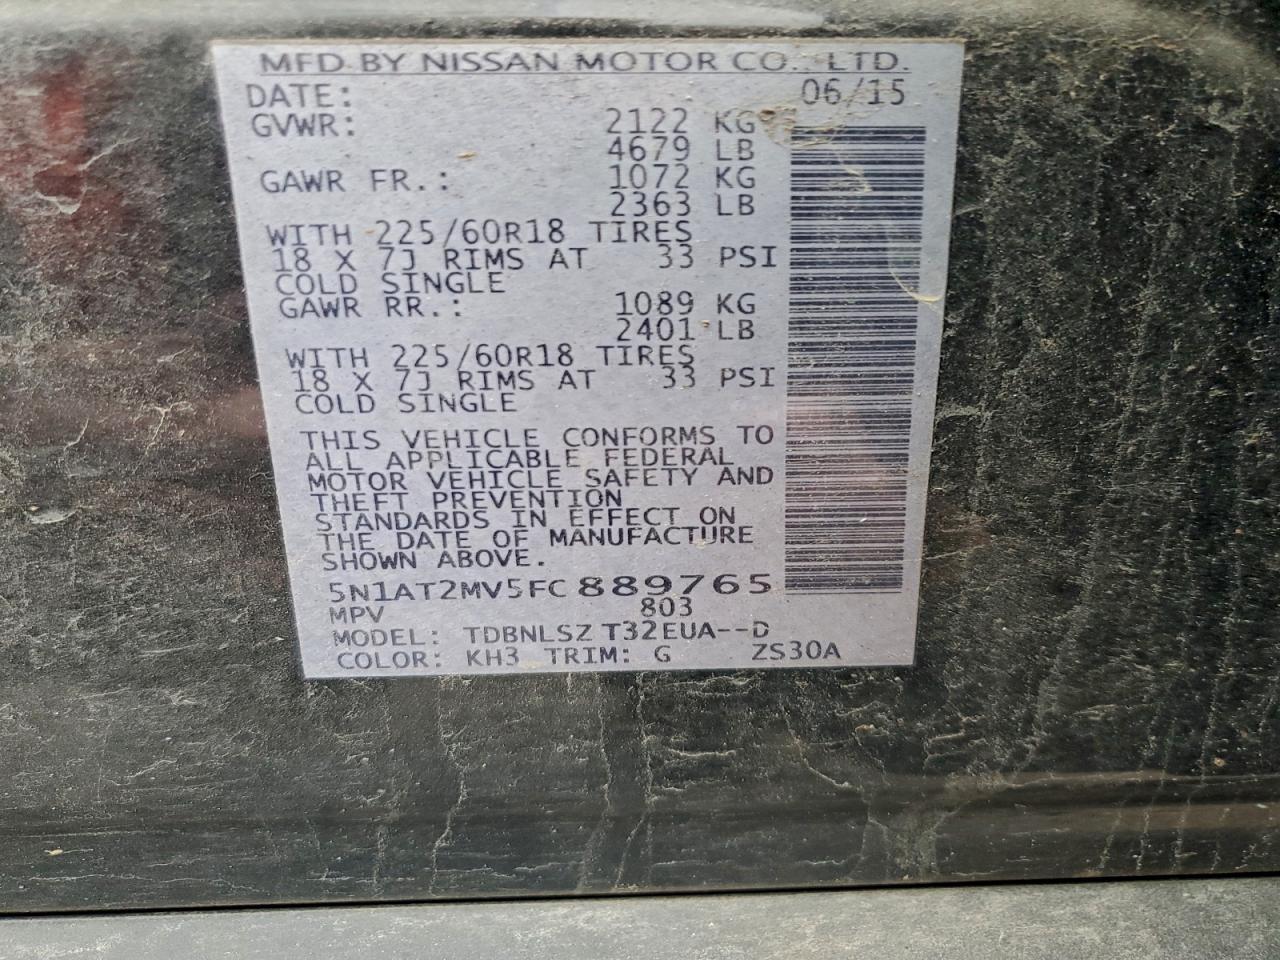 MFD BY NISSAN MOTOR CO., LTD.
DATE: 06/15
GVWR: 2122 KG
4679 LB
GAWR FR.: 1072 KG
2363 LB
WITH 225/60R18 TIRES
18 X 7J RIMS AT 33 PSI
COLD SINGLE
GAWR RR.: 1089 KG
2401 LB
WITH 225/60R18 TIRES
18 X 7J RIMS AT 33 PSI
COLD SINGLE
THIS VEHICLE CONFORMS TO
ALL APPLICABLE FEDERAL
MOTOR VEHICLE SAFETY AND
THEFT PREVENTION
STANDARDS IN EFFECT ON
THE DATE OF MANUFACTURE
SHOWN ABOVE.
5N1AT2MV5FC889765
MPV 803
MODEL: TDBNLSZ T32EUA--D
COLOR: KH3 TRIM: G ZS30A